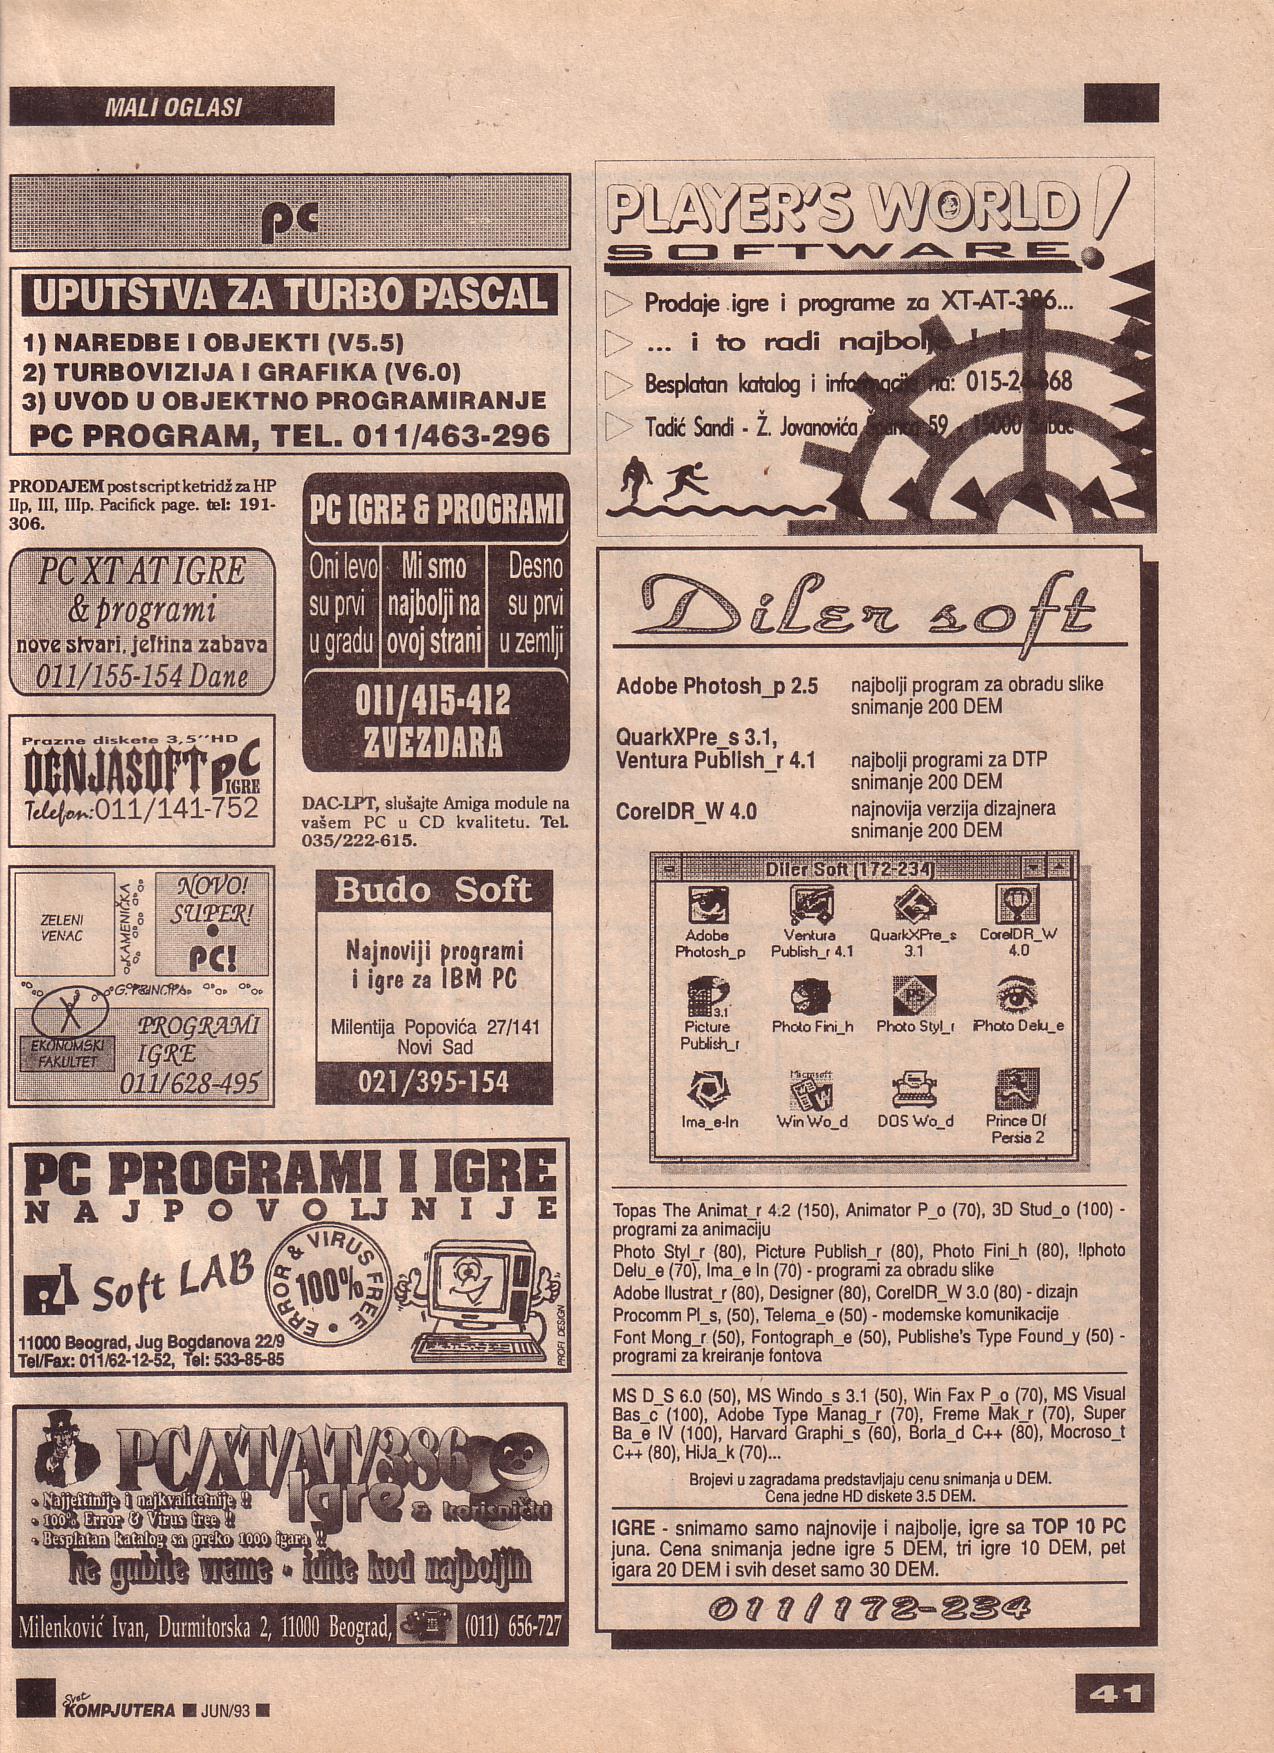 MALI OGLASI
pc
UPUTSTVA ZA TURBO PASCAL
1) NAREDBE I OBJEKTI (V5.5)
2) TURBOVIZIJA I GRAFIKA (V6.0)
3) UVOD U OBJEKTNO PROGRAMIRANJE
PC PROGRAM, TEL. 011/463-296
PRODAJEM post script ketridž za HP
IIp, III, IIIp. Pacifick page. tel: 191-
306.
PC XT AT IGRE
& programi
nove stvari, jeftina zabava
011/155-154 Dane
Prazne diskete 3,5"HD
OGNJASOFT PC
IGRE
Telefon:011/141-752
ZELENI
VENAC
KAMENIČKA
NOVO!
SUPER!
PC!
G. PRINCIPA
EKONOMSKI
FAKULTET
PROGRAMI
IGRE
011/628-495
PC IGRE & PROGRAMI
Oni levo
su prvi
u gradu
Mi smo
najbolji na
ovoj strani
Desno
su prvi
u zemlji
011/415-412
ZVEZDARA
DAC-LPT, slušajte Amiga module na
vašem PC u CD kvalitetu. Tel.
035/222-615.
Budo Soft
Najnoviji programi
i igre za IBM PC
Milentija Popovića 27/141
Novi Sad
021/395-154
PC PROGRAMI I IGRE
NAJPOVOLJNIJE
Soft LAB
ERROR & VIRUS FREE
100%
11000 Beograd, Jug Bogdanova 22/9
Tel/Fax: 011/62-12-52, Tel: 533-85-85
PROFI DESIGN
PC/XT/AT/386
Igre & korisnički
- Najjeftinije i najkvalitetnije !!
- 100% Error & Virus free !!
- Besplatan katalog sa preko 1000 igara !!
Ne gubite vreme - idite kod najboljih
Milenković Ivan, Durmitorska 2, 11000 Beograd, (011) 656-727
PLAYER'S WORLD!
SOFTWARE
Prodaje igre i programe za XT-AT-386...
... i to radi najbolje ! !
Besplatan katalog i informacije na: 015-24-868
Tadić Sandi - Ž. Jovanovića Španca 59 - 15000 Šabac
Diler soft
Adobe Photosh_p 2.5 najbolji program za obradu slike
snimanje 200 DEM
QuarkXPre_s 3.1,
Ventura Publish_r 4.1 najbolji programi za DTP
snimanje 200 DEM
CorelDR_W 4.0 najnovija verzija dizajnera
snimanje 200 DEM
Diler Soft (172-234)
Adobe
Photosh_p
Ventura
Publish_r 4.1
QuarkXPre_s
3.1
CorelDR_W
4.0
3.1
Picture
Publish_r
Photo Fini_h
PS
Photo Styl_r
iPhoto Delu_e
Ima_e-In
Microsoft
Win Wo_d
DOS Wo_d
Prince Of
Persia 2
Topas The Animat_r 4.2 (150), Animator P_o (70), 3D Stud_o (100) -
programi za animaciju
Photo Styl_r (80), Picture Publish_r (80), Photo Fini_h (80), !Iphoto
Delu_e (70), Ima_e In (70) - programi za obradu slike
Adobe Ilustrat_r (80), Designer (80), CorelDR_W 3.0 (80) - dizajn
Procomm Pl_s, (50), Telema_e (50) - modemske komunikacije
Font Mong_r (50), Fontograph_e (50), Publishe's Type Found_y (50) -
programi za kreiranje fontova
MS D_S 6.0 (50), MS Windo_s 3.1 (50), Win Fax P_o (70), MS Visual
Bas_c (100), Adobe Type Manag_r (70), Freme Mak_r (70), Super
Ba_e IV (100), Harvard Graphi_s (60), Borla_d C++ (80), Mocroso_t
C++ (80), HiJa_k (70)...
Brojevi u zagradama predstavljaju cenu snimanja u DEM.
Cena jedne HD diskete 3.5 DEM.
IGRE - snimamo samo najnovije i najbolje, igre sa TOP 10 PC
juna. Cena snimanja jedne igre 5 DEM, tri igre 10 DEM, pet
igara 20 DEM i svih deset samo 30 DEM.
011/172-234
Svet
KOMPJUTERA ■ JUN/93 ■
41